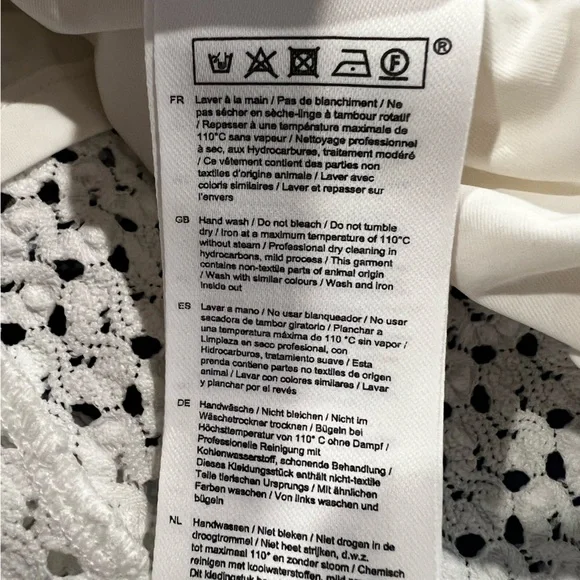 ®
F
FR Laver à la main / Pas de blanchiment / Ne
pas sécher en sèche-linge à tambour rotatif
/ Repasser à une température maximale de
110°C sans vapeur / Nettoyage professionnel
à sec, aux Hydrocarbures, traitement modéré
/ Ce vêtement contient des parties non
textiles d'origine animale / Laver avec
coloris similaires / Laver et repasser sur
l'envers
GB Hand wash / Do not bleach / Do not tumble
dry / Iron at a maximum temperature of 110°C
without steam / Professional dry cleaning in
hydrocarbons, mild process / This garment
contains non-textile parts of animal origin
/ Wash with similar colours / Wash and iron
inside out
ES Lavar a mano / No usar blanqueador / No usar
secadora de tambor giratorio / Planchar a
una temperatura máxima de 110 °C sin vapor /
Limpieza en seco profesional, con
Hidrocarburos, tratamiento suave / Esta
prenda contiene partes no textiles de origen
animal / Lavar con colores similares / Lavar
y planchar por el revés
DE Handwäsche / Nicht bleichen / Nicht im
Wäschetrockner trocknen / Bügeln bei
Höchsttemperatur von 110° C ohne Dampf /
Professionelle Reinigung mit
Kohlenwasserstoff, schonende Behandlung /
Dieses Kleidungsstück enthält nicht-textile
Teile tierischen Ursprungs / Mit ähnlichen
Farben waschen / Von links waschen und
bügeln
NL Handwassen / Niet bleken / Niet drogen in de
droogtrommel / Niet heet strijken, d.w.z.
tot maximaal 110° en zonder stoom / Chemisch
reinigen met koolwaterstoffen, mild
Dit kledingstuk